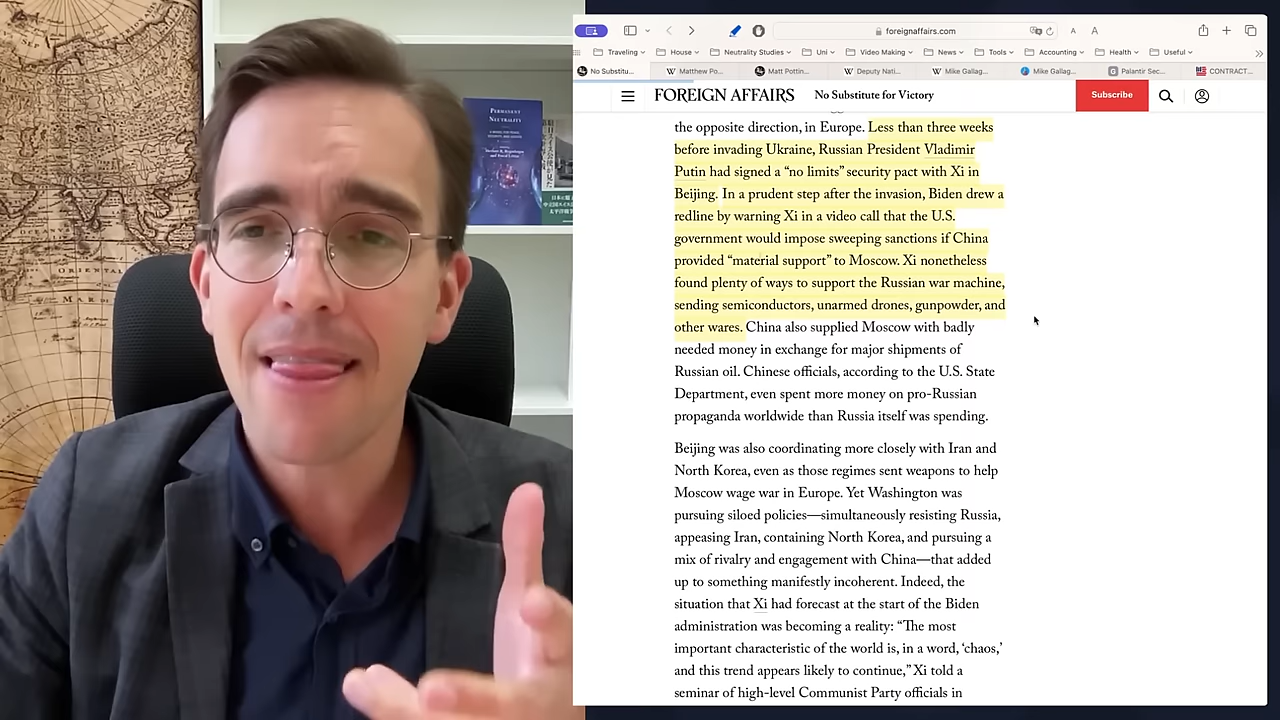 foreignaffairs.com
A
A
Traveling
House
Neutrality Studies
Uni
Video Making
News
Tools
Accounting
Health
Useful
No Substitu...
Matthew Po...
Matt Pottin...
Deputy Nati...
Mike Gallag...
Mike Gallag...
Palantir Sec...
CONTRACT...
FOREIGN AFFAIRS
No Substitute for Victory
Subscribe
the opposite direction, in Europe. Less than three weeks
before invading Ukraine, Russian President Vladimir
Putin had signed a “no limits” security pact with Xi in
Beijing. In a prudent step after the invasion, Biden drew a
redline by warning Xi in a video call that the U.S.
government would impose sweeping sanctions if China
provided “material support” to Moscow. Xi nonetheless
found plenty of ways to support the Russian war machine,
sending semiconductors, unarmed drones, gunpowder, and
other wares. China also supplied Moscow with badly
needed money in exchange for major shipments of
Russian oil. Chinese officials, according to the U.S. State
Department, even spent more money on pro-Russian
propaganda worldwide than Russia itself was spending.
Beijing was also coordinating more closely with Iran and
North Korea, even as those regimes sent weapons to help
Moscow wage war in Europe. Yet Washington was
pursuing siloed policies—simultaneously resisting Russia,
appeasing Iran, containing North Korea, and pursuing a
mix of rivalry and engagement with China—that added
up to something manifestly incoherent. Indeed, the
situation that Xi had forecast at the start of the Biden
administration was becoming a reality: “The most
important characteristic of the world is, in a word, ‘chaos,’
and this trend appears likely to continue,” Xi told a
seminar of high-level Communist Party officials in
PERMANENT
NEUTRALITY
ORIENTAL